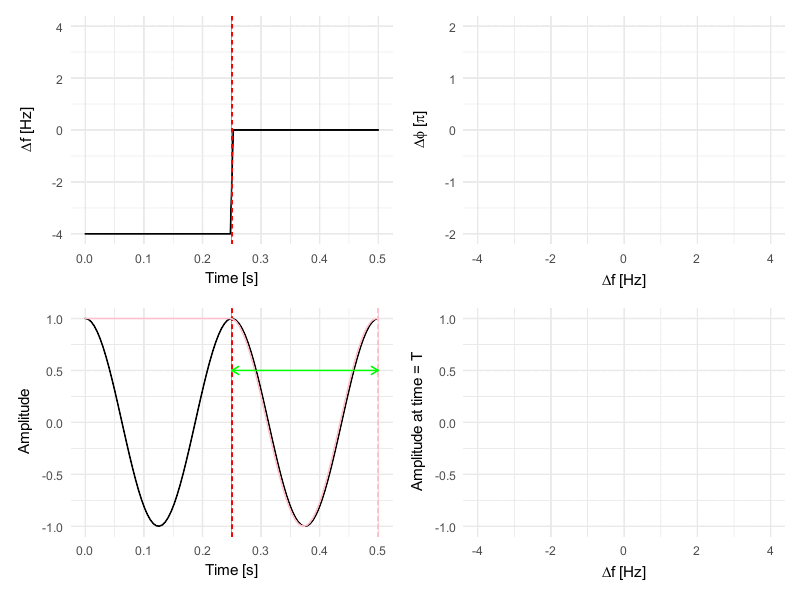 Δf [Hz]
4
2
0
-2
-4
0.0 0.1 0.2 0.3 0.4 0.5
Time [s]
Δϕ [π]
2
1
0
-1
-2
-4 -2 0 2 4
Δf [Hz]
Amplitude
1.0
0.5
0.0
-0.5
-1.0
0.0 0.1 0.2 0.3 0.4 0.5
Time [s]
Amplitude at time = T
1.0
0.5
0.0
-0.5
-1.0
-4 -2 0 2 4
Δf [Hz]